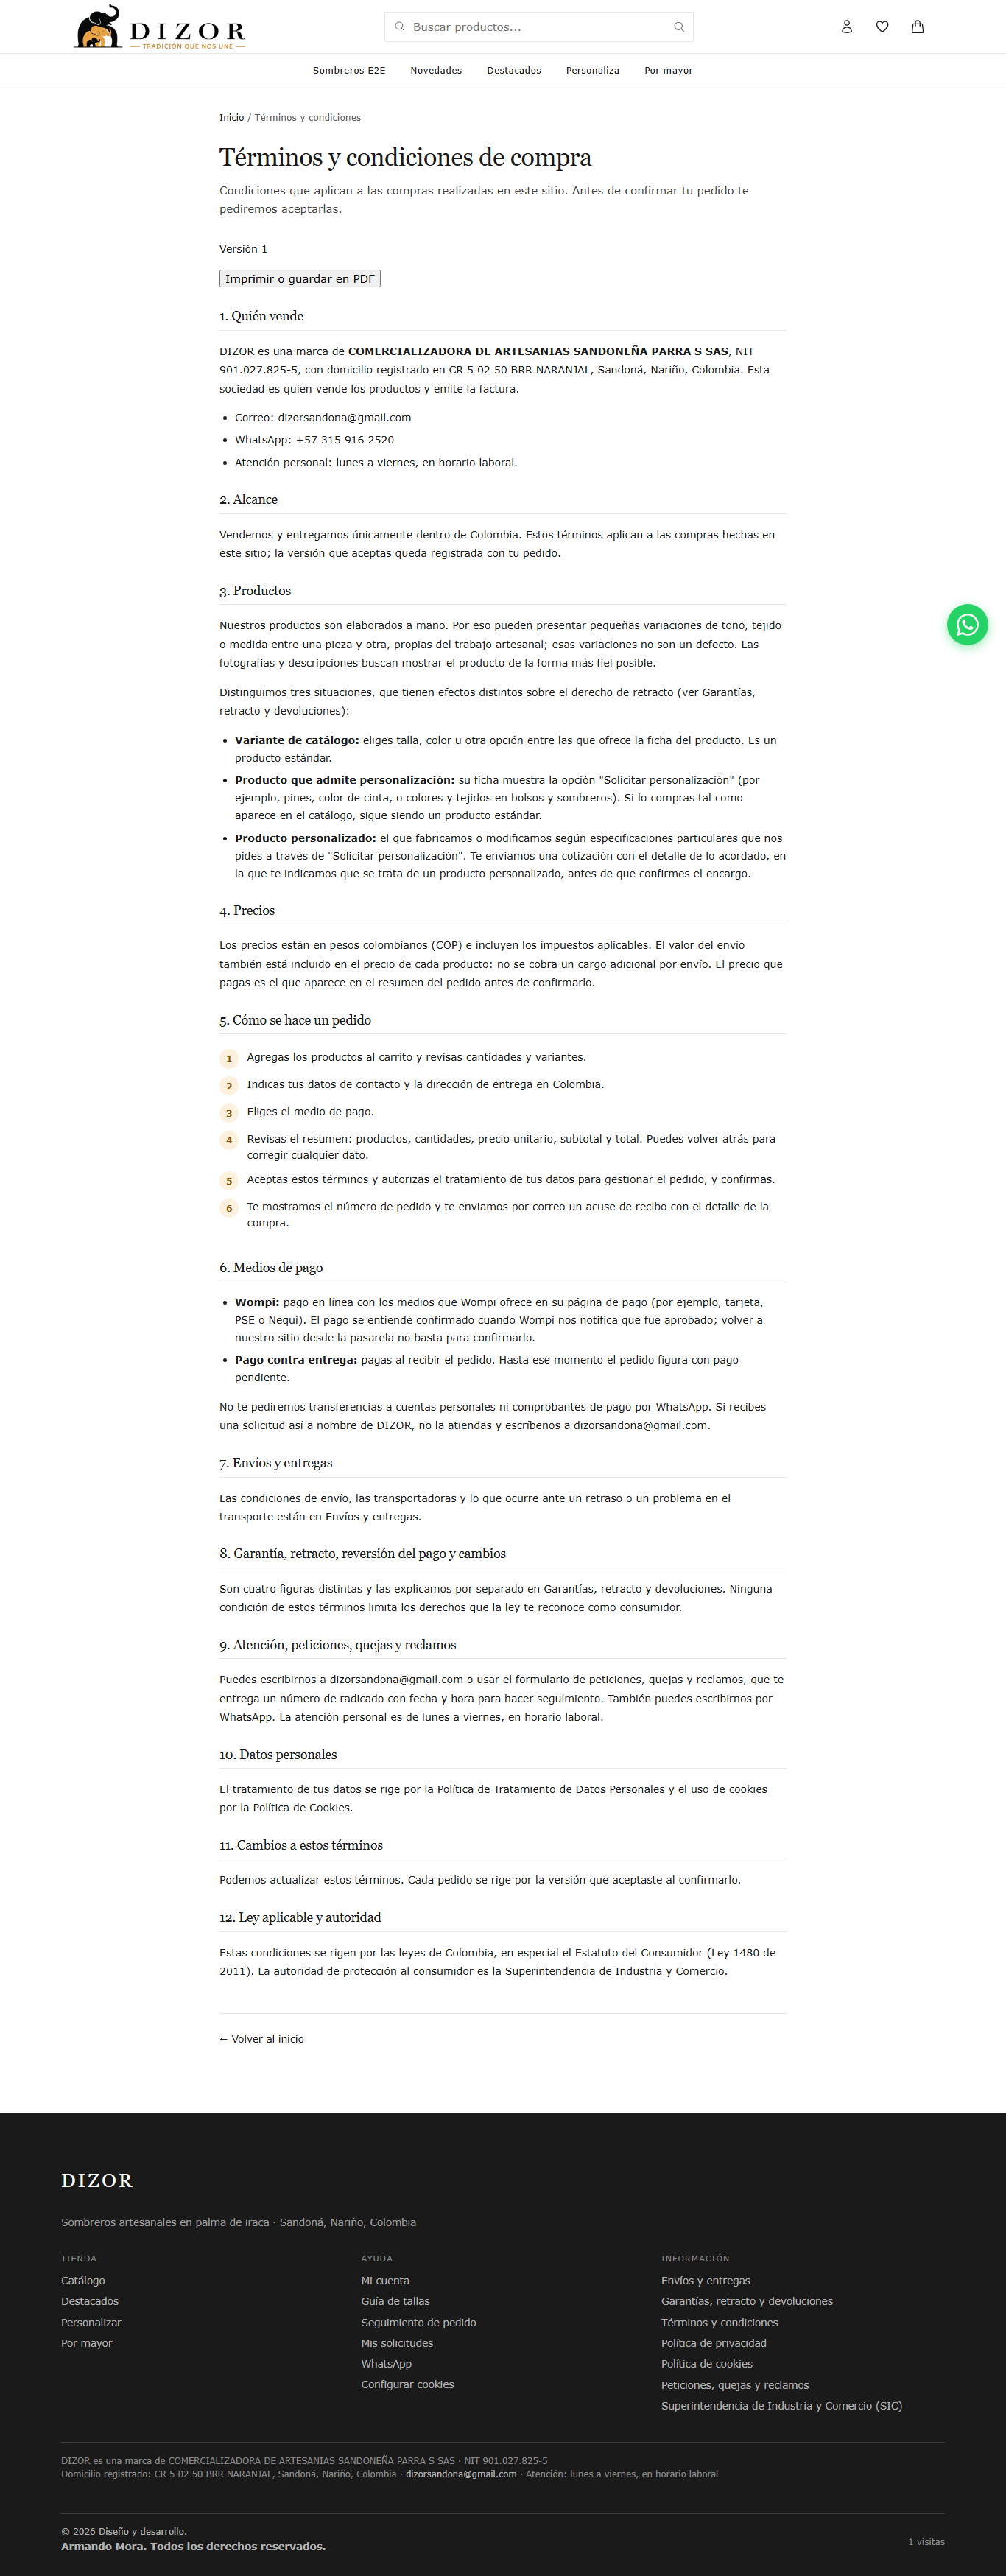 DIZOR
— TRADICIÓN QUE NOS UNE —
Buscar productos...
Sombreros E2E Novedades Destacados Personaliza Por mayor
Inicio / Términos y condiciones
Términos y condiciones de compra
Condiciones que aplican a las compras realizadas en este sitio. Antes de confirmar tu pedido te
pediremos aceptarlas.
Versión 1
Imprimir o guardar en PDF
1. Quién vende
DIZOR es una marca de COMERCIALIZADORA DE ARTESANIAS SANDONEÑA PARRA S SAS, NIT
901.027.825-5, con domicilio registrado en CR 5 02 50 BRR NARANJAL, Sandoná, Nariño, Colombia. Esta
sociedad es quien vende los productos y emite la factura.
• Correo: dizorsandona@gmail.com
• WhatsApp: +57 315 916 2520
• Atención personal: lunes a viernes, en horario laboral.
2. Alcance
Vendemos y entregamos únicamente dentro de Colombia. Estos términos aplican a las compras hechas en
este sitio; la versión que aceptas queda registrada con tu pedido.
3. Productos
Nuestros productos son elaborados a mano. Por eso pueden presentar pequeñas variaciones de tono, tejido
o medida entre una pieza y otra, propias del trabajo artesanal; esas variaciones no son un defecto. Las
fotografías y descripciones buscan mostrar el producto de la forma más fiel posible.
Distinguimos tres situaciones, que tienen efectos distintos sobre el derecho de retracto (ver Garantías,
retracto y devoluciones):
• Variante de catálogo: eliges talla, color u otra opción entre las que ofrece la ficha del producto. Es un
producto estándar.
• Producto que admite personalización: su ficha muestra la opción "Solicitar personalización" (por
ejemplo, pines, color de cinta, o colores y tejidos en bolsos y sombreros). Si lo compras tal como
aparece en el catálogo, sigue siendo un producto estándar.
• Producto personalizado: el que fabricamos o modificamos según especificaciones particulares que nos
pides a través de "Solicitar personalización". Te enviamos una cotización con el detalle de lo acordado, en
la que te indicamos que se trata de un producto personalizado, antes de que confirmes el encargo.
4. Precios
Los precios están en pesos colombianos (COP) e incluyen los impuestos aplicables. El valor del envío
también está incluido en el precio de cada producto: no se cobra un cargo adicional por envío. El precio que
pagas es el que aparece en el resumen del pedido antes de confirmarlo.
5. Cómo se hace un pedido
1 Agregas los productos al carrito y revisas cantidades y variantes.
2 Indicas tus datos de contacto y la dirección de entrega en Colombia.
3 Eliges el medio de pago.
4 Revisas el resumen: productos, cantidades, precio unitario, subtotal y total. Puedes volver atrás para
corregir cualquier dato.
5 Aceptas estos términos y autorizas el tratamiento de tus datos para gestionar el pedido, y confirmas.
6 Te mostramos el número de pedido y te enviamos por correo un acuse de recibo con el detalle de la
compra.
6. Medios de pago
• Wompi: pago en línea con los medios que Wompi ofrece en su página de pago (por ejemplo, tarjeta,
PSE o Nequi). El pago se entiende confirmado cuando Wompi nos notifica que fue aprobado; volver a
nuestro sitio desde la pasarela no basta para confirmarlo.
• Pago contra entrega: pagas al recibir el pedido. Hasta ese momento el pedido figura con pago
pendiente.
No te pediremos transferencias a cuentas personales ni comprobantes de pago por WhatsApp. Si recibes
una solicitud así a nombre de DIZOR, no la atiendas y escríbenos a dizorsandona@gmail.com.
7. Envíos y entregas
Las condiciones de envío, las transportadoras y lo que ocurre ante un retraso o un problema en el
transporte están en Envíos y entregas.
8. Garantía, retracto, reversión del pago y cambios
Son cuatro figuras distintas y las explicamos por separado en Garantías, retracto y devoluciones. Ninguna
condición de estos términos limita los derechos que la ley te reconoce como consumidor.
9. Atención, peticiones, quejas y reclamos
Puedes escribirnos a dizorsandona@gmail.com o usar el formulario de peticiones, quejas y reclamos, que te
entrega un número de radicado con fecha y hora para hacer seguimiento. También puedes escribirnos por
WhatsApp. La atención personal es de lunes a viernes, en horario laboral.
10. Datos personales
El tratamiento de tus datos se rige por la Política de Tratamiento de Datos Personales y el uso de cookies
por la Política de Cookies.
11. Cambios a estos términos
Podemos actualizar estos términos. Cada pedido se rige por la versión que aceptaste al confirmarlo.
12. Ley aplicable y autoridad
Estas condiciones se rigen por las leyes de Colombia, en especial el Estatuto del Consumidor (Ley 1480 de
2011). La autoridad de protección al consumidor es la Superintendencia de Industria y Comercio.
← Volver al inicio
DIZOR
Sombreros artesanales en palma de iraca · Sandoná, Nariño, Colombia
TIENDA
Catálogo
Destacados
Personalizar
Por mayor
AYUDA
Mi cuenta
Guía de tallas
Seguimiento de pedido
Mis solicitudes
WhatsApp
Configurar cookies
INFORMACIÓN
Envíos y entregas
Garantías, retracto y devoluciones
Términos y condiciones
Política de privacidad
Política de cookies
Peticiones, quejas y reclamos
Superintendencia de Industria y Comercio (SIC)
DIZOR es una marca de COMERCIALIZADORA DE ARTESANIAS SANDONEÑA PARRA S SAS · NIT 901.027.825-5
Domicilio registrado: CR 5 02 50 BRR NARANJAL, Sandoná, Nariño, Colombia · dizorsandona@gmail.com · Atención: lunes a viernes, en horario laboral
© 2026 Diseño y desarrollo.
Armando Mora. Todos los derechos reservados.
1 visitas